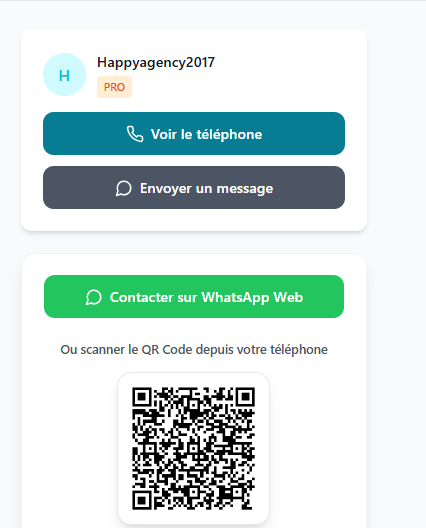 H
Happyagency2017
PRO
Voir le téléphone
Envoyer un message
Contacter sur WhatsApp Web
Ou scanner le QR Code depuis votre téléphone